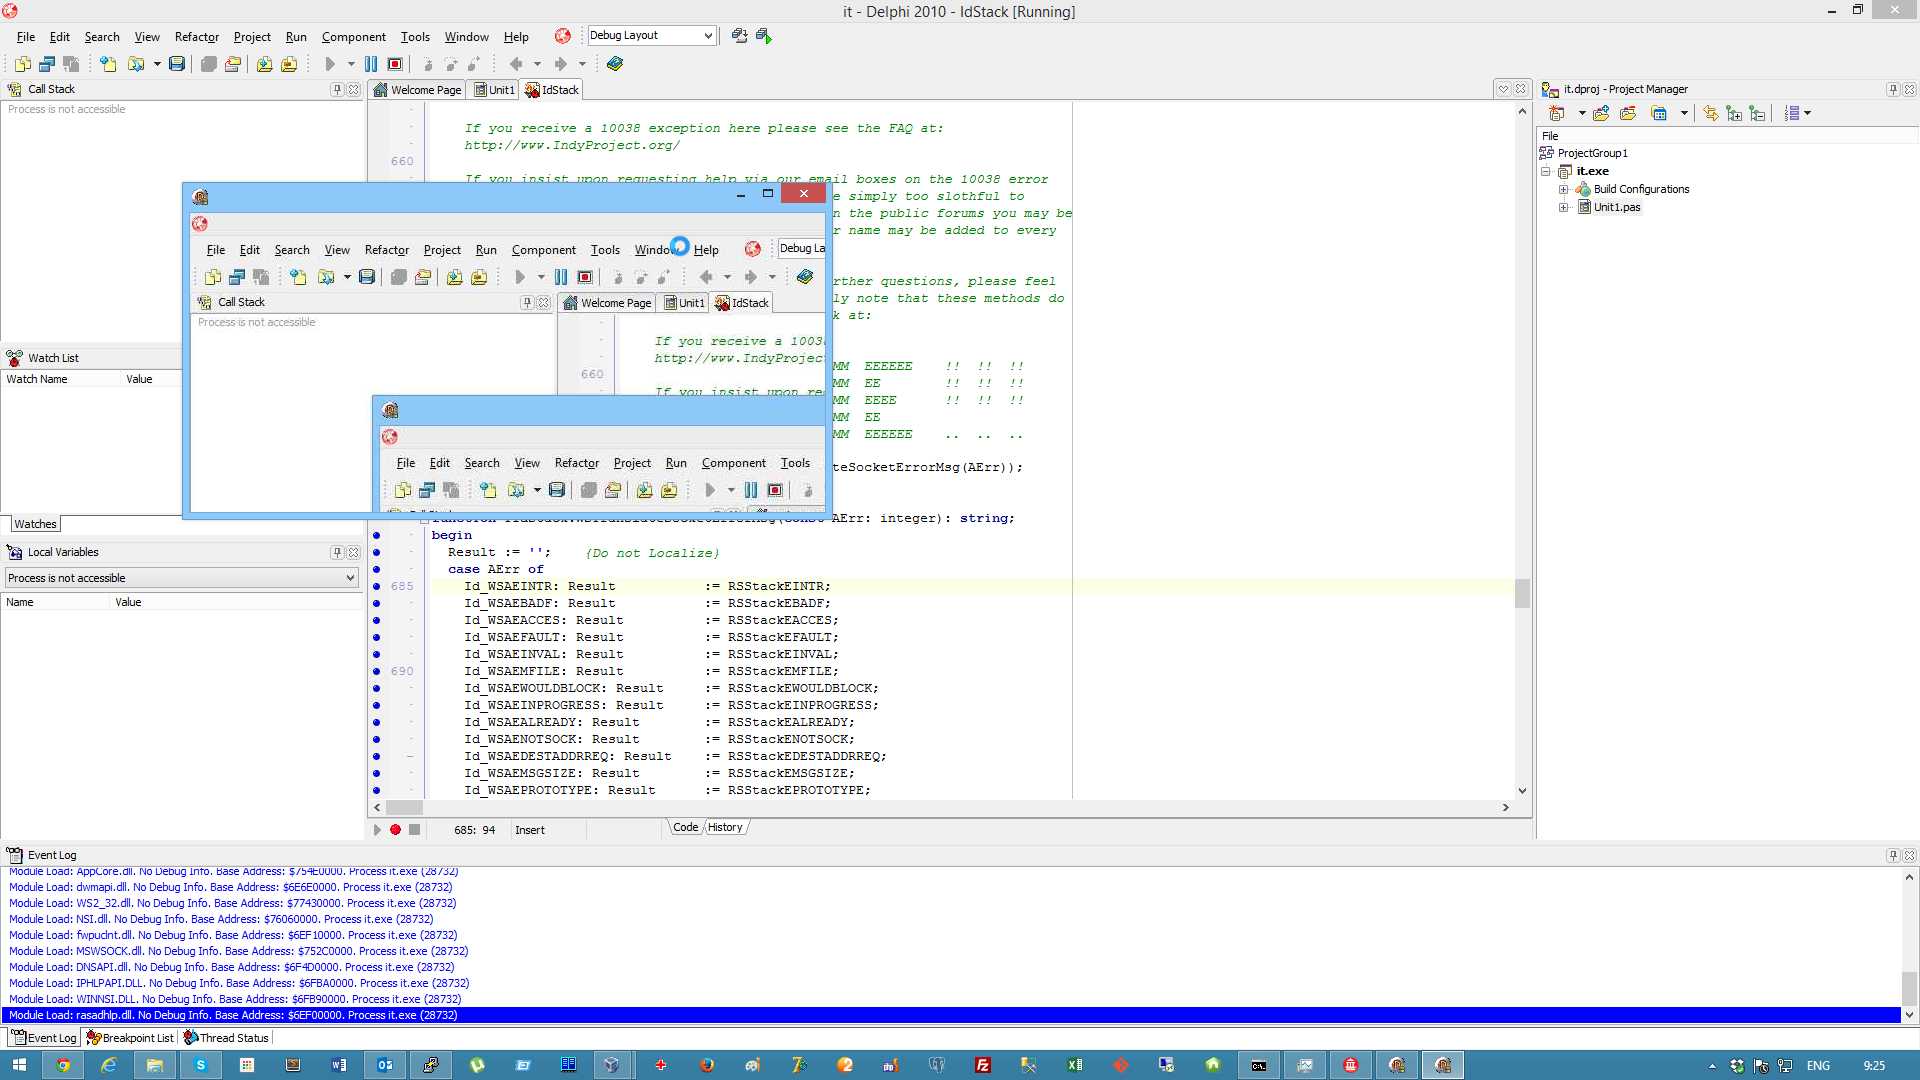 it - Delphi 2010 - IdStack [Running]
File Edit Search View Refactor Project Run Component Tools Window Help Debug Layout
Call Stack
Process is not accessible
Welcome Page Unit1 IdStack
If you receive a 10038 exception here please see the FAQ at:
http://www.IndyProject.org/
660
If you insist upon requesting help via our email boxes on the 10038 error
e simply too slothful to
n the public forums you may be
r name may be added to every
rther questions, please feel
ly note that these methods do
k at:
MM EEEEEE !! !! !!
MM EE !! !! !!
MM EEEE !! !! !!
MM EE
MM EEEEEE .. .. ..
teSocketErrorMsg(AErr));
AErr: integer): string;
begin
Result := ''; {Do not Localize}
case AErr of
685 Id_WSAEINTR: Result := RSStackEINTR;
Id_WSAEBADF: Result := RSStackEBADF;
Id_WSAEACCES: Result := RSStackEACCES;
Id_WSAEFAULT: Result := RSStackEFAULT;
Id_WSAEINVAL: Result := RSStackEINVAL;
690 Id_WSAEMFILE: Result := RSStackEMFILE;
Id_WSAEWOULDBLOCK: Result := RSStackEWOULDBLOCK;
Id_WSAEINPROGRESS: Result := RSStackEINPROGRESS;
Id_WSAEALREADY: Result := RSStackEALREADY;
Id_WSAENOTSOCK: Result := RSStackENOTSOCK;
Id_WSAEDESTADDRREQ: Result := RSStackEDESTADDRREQ;
Id_WSAEMSGSIZE: Result := RSStackEMSGSIZE;
Id_WSAEPROTOTYPE: Result := RSStackEPROTOTYPE;
685: 94 Insert Code History
File Edit Search View Refactor Project Run Component Tools Window Help Debug La
Call Stack
Process is not accessible
Welcome Page Unit1 IdStack
If you receive a 1003
http://www.IndyProject
660
If you insist upon re
File Edit Search View Refactor Project Run Component Tools
Watch List
Watch Name Value
Watches
Local Variables
Process is not accessible
Name Value
it.dproj - Project Manager
File
ProjectGroup1
it.exe
Build Configurations
Unit1.pas
Event Log
Module Load: AppCore.dll. No Debug Info. Base Address: $754E0000. Process it.exe (28732)
Module Load: dwmapi.dll. No Debug Info. Base Address: $6E6E0000. Process it.exe (28732)
Module Load: WS2_32.dll. No Debug Info. Base Address: $77430000. Process it.exe (28732)
Module Load: NSI.dll. No Debug Info. Base Address: $76060000. Process it.exe (28732)
Module Load: fwpuclnt.dll. No Debug Info. Base Address: $6EF10000. Process it.exe (28732)
Module Load: MSWSOCK.dll. No Debug Info. Base Address: $752C0000. Process it.exe (28732)
Module Load: DNSAPI.dll. No Debug Info. Base Address: $6F4D0000. Process it.exe (28732)
Module Load: IPHLPAPI.DLL. No Debug Info. Base Address: $6FBA0000. Process it.exe (28732)
Module Load: WINNSI.DLL. No Debug Info. Base Address: $6FB90000. Process it.exe (28732)
Module Load: rasadhlp.dll. No Debug Info. Base Address: $6EF00000. Process it.exe (28732)
Event Log Breakpoint List Thread Status
ENG 9:25